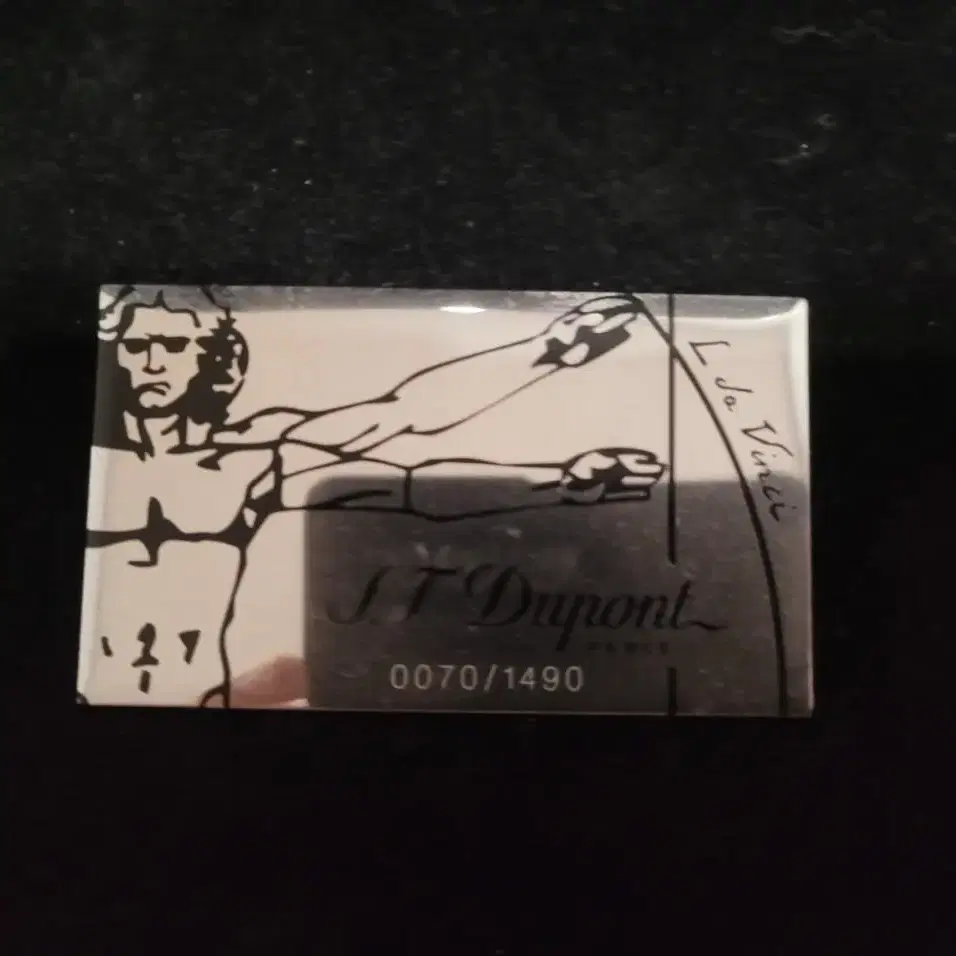 L da Vinci
S T Dupont
PARIS
0070/1490